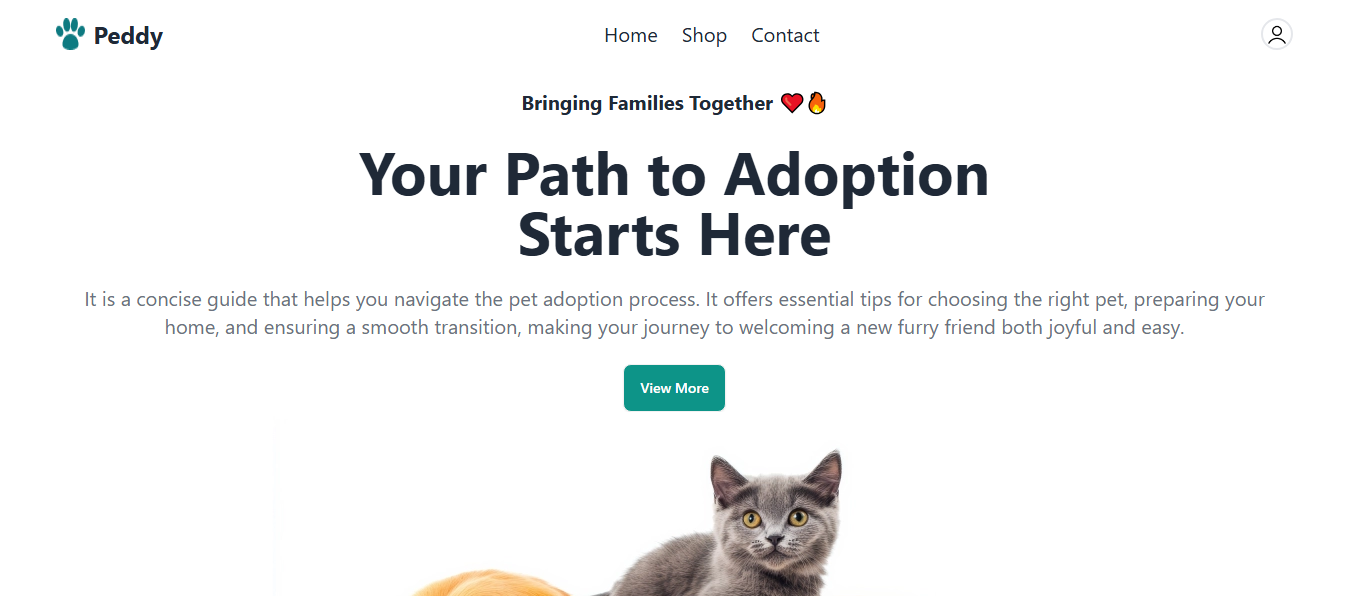 Peddy
Home Shop Contact
Bringing Families Together ❤️🔥
Your Path to Adoption
Starts Here
It is a concise guide that helps you navigate the pet adoption process. It offers essential tips for choosing the right pet, preparing your
home, and ensuring a smooth transition, making your journey to welcoming a new furry friend both joyful and easy.
View More